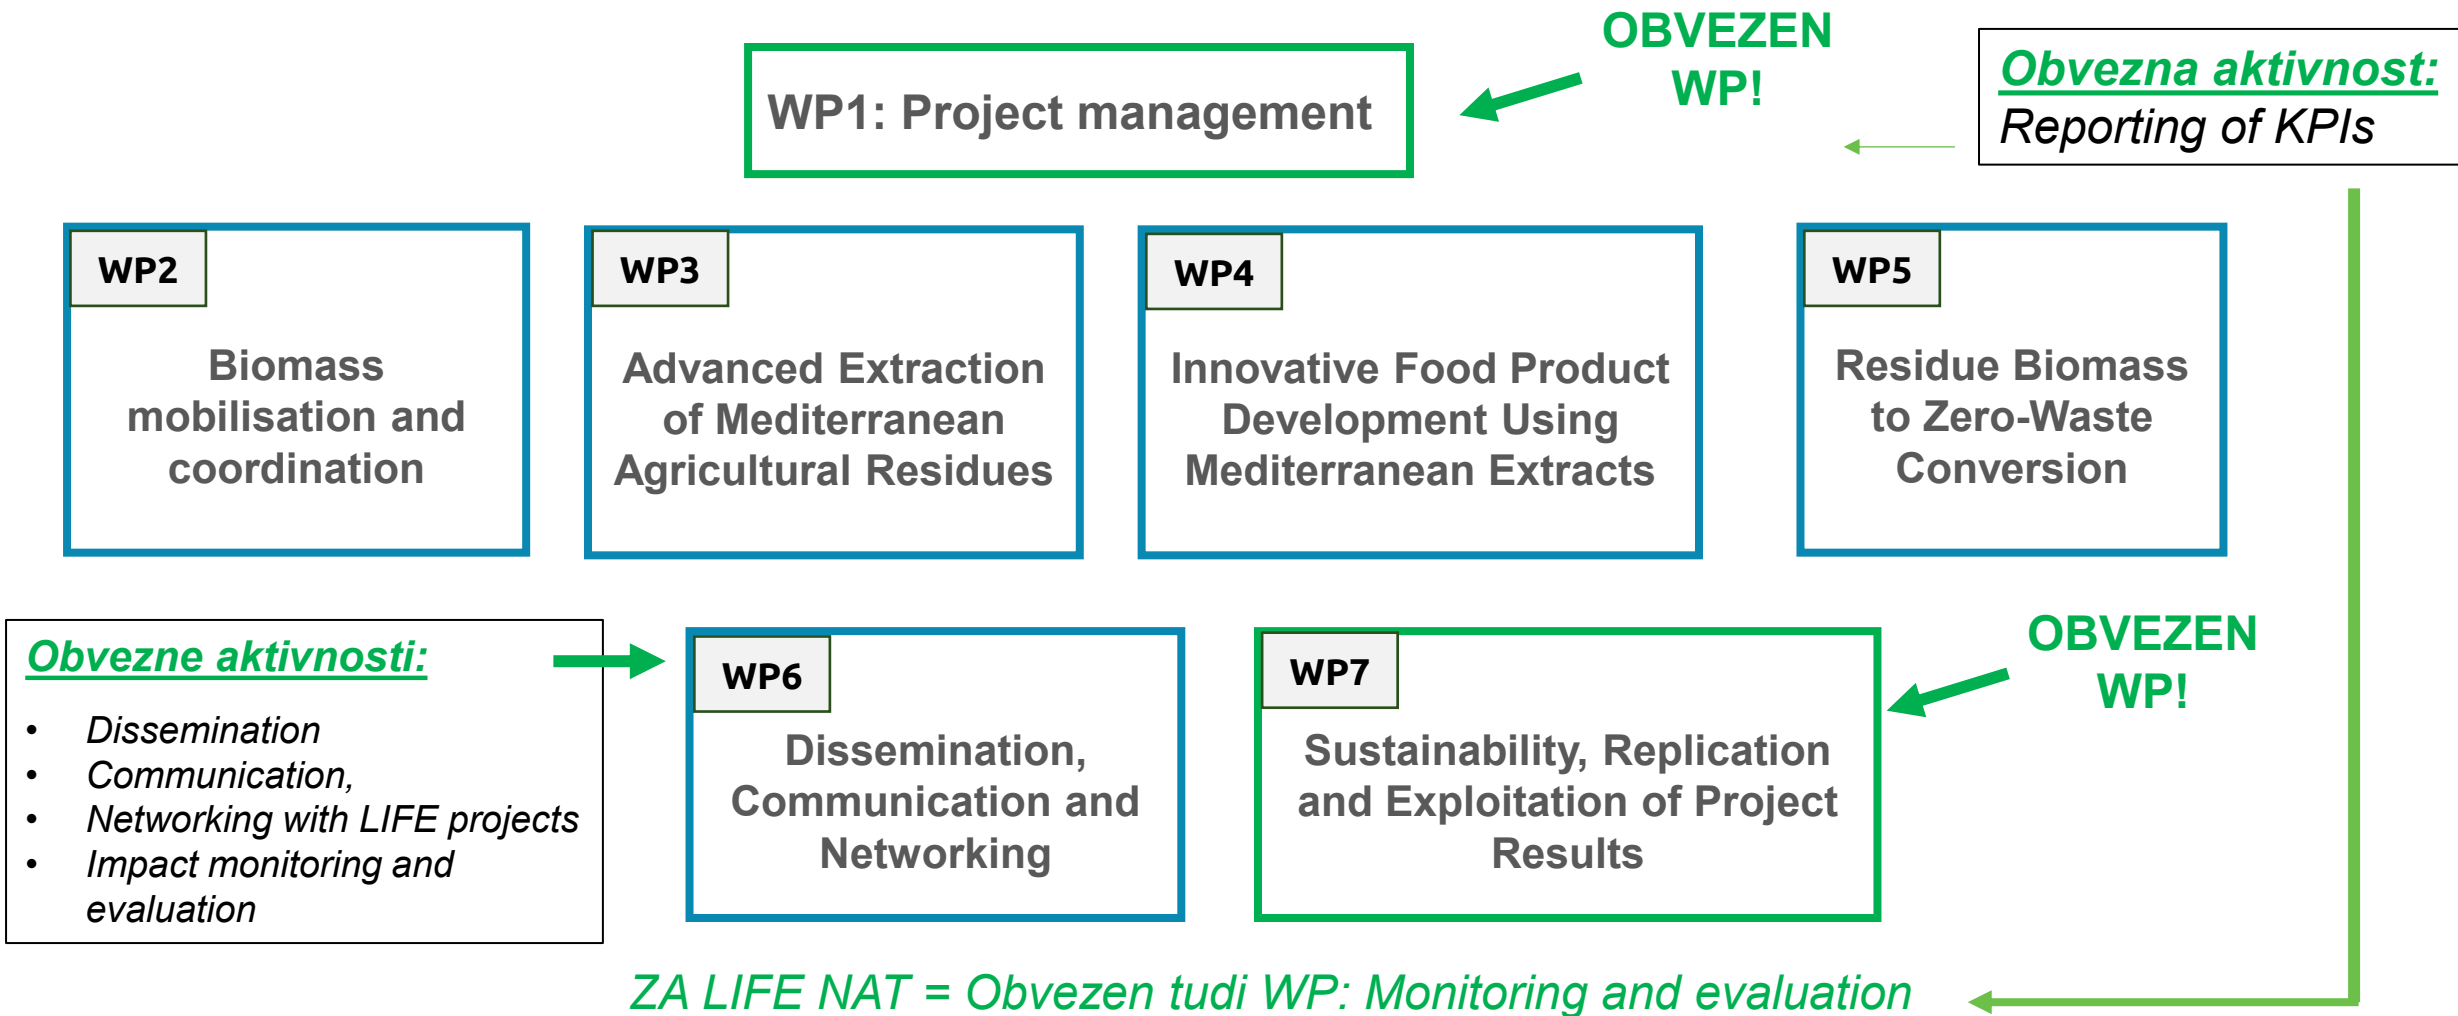 OBVEZEN
WP!
WP1: Project management
Obvezna aktivnost:
Reporting of KPIs
WP2
Biomass
mobilisation and
coordination
WP3
Advanced Extraction
of Mediterranean
Agricultural Residues
WP4
Innovative Food Product
Development Using
Mediterranean Extracts
WP5
Residue Biomass
to Zero-Waste
Conversion
Obvezne aktivnosti:
• Dissemination
• Communication,
• Networking with LIFE projects
• Impact monitoring and
evaluation
WP6
Dissemination,
Communication and
Networking
WP7
Sustainability, Replication
and Exploitation of Project
Results
OBVEZEN
WP!
ZA LIFE NAT = Obvezen tudi WP: Monitoring and evaluation